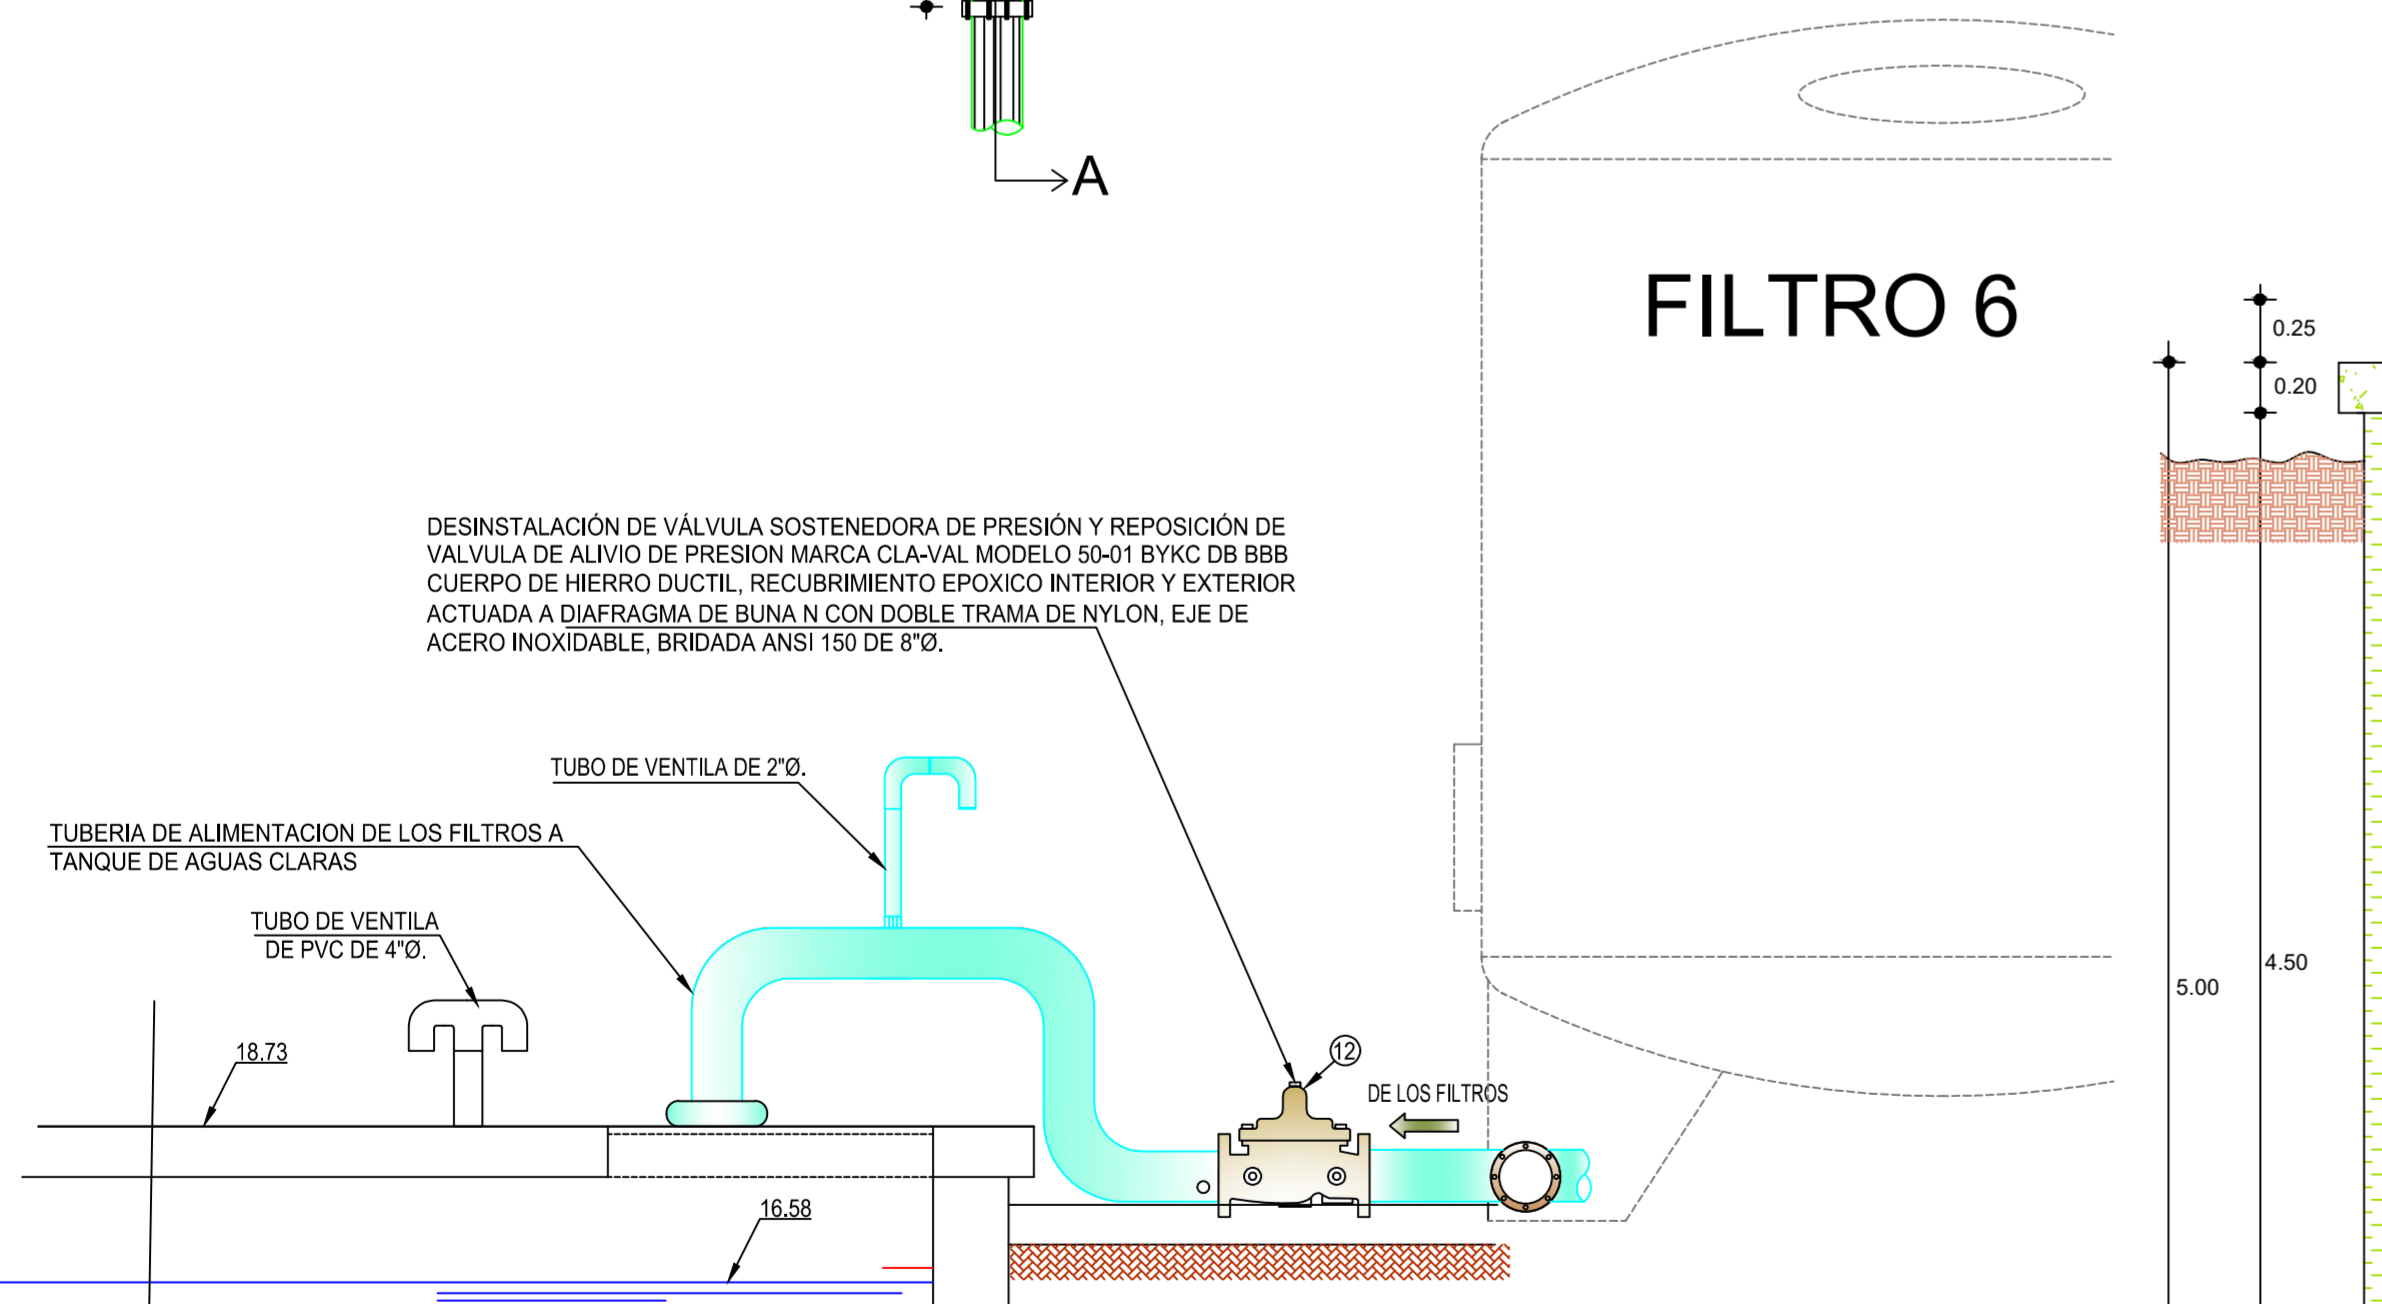 A
FILTRO 6
0.25
0.20
DESINSTALACIÓN DE VÁLVULA SOSTENEDORA DE PRESIÓN Y REPOSICIÓN DE
VALVULA DE ALIVIO DE PRESION MARCA CLA-VAL MODELO 50-01 BYKC DB BBB
CUERPO DE HIERRO DUCTIL, RECUBRIMIENTO EPOXICO INTERIOR Y EXTERIOR
ACTUADA A DIAFRAGMA DE BUNA N CON DOBLE TRAMA DE NYLON, EJE DE
ACERO INOXIDABLE, BRIDADA ANSI 150 DE 8"Ø.
TUBO DE VENTILA DE 2"Ø.
TUBERIA DE ALIMENTACION DE LOS FILTROS A
TANQUE DE AGUAS CLARAS
TUBO DE VENTILA
DE PVC DE 4"Ø.
4.50
5.00
18.73
12
DE LOS FILTROS
16.58